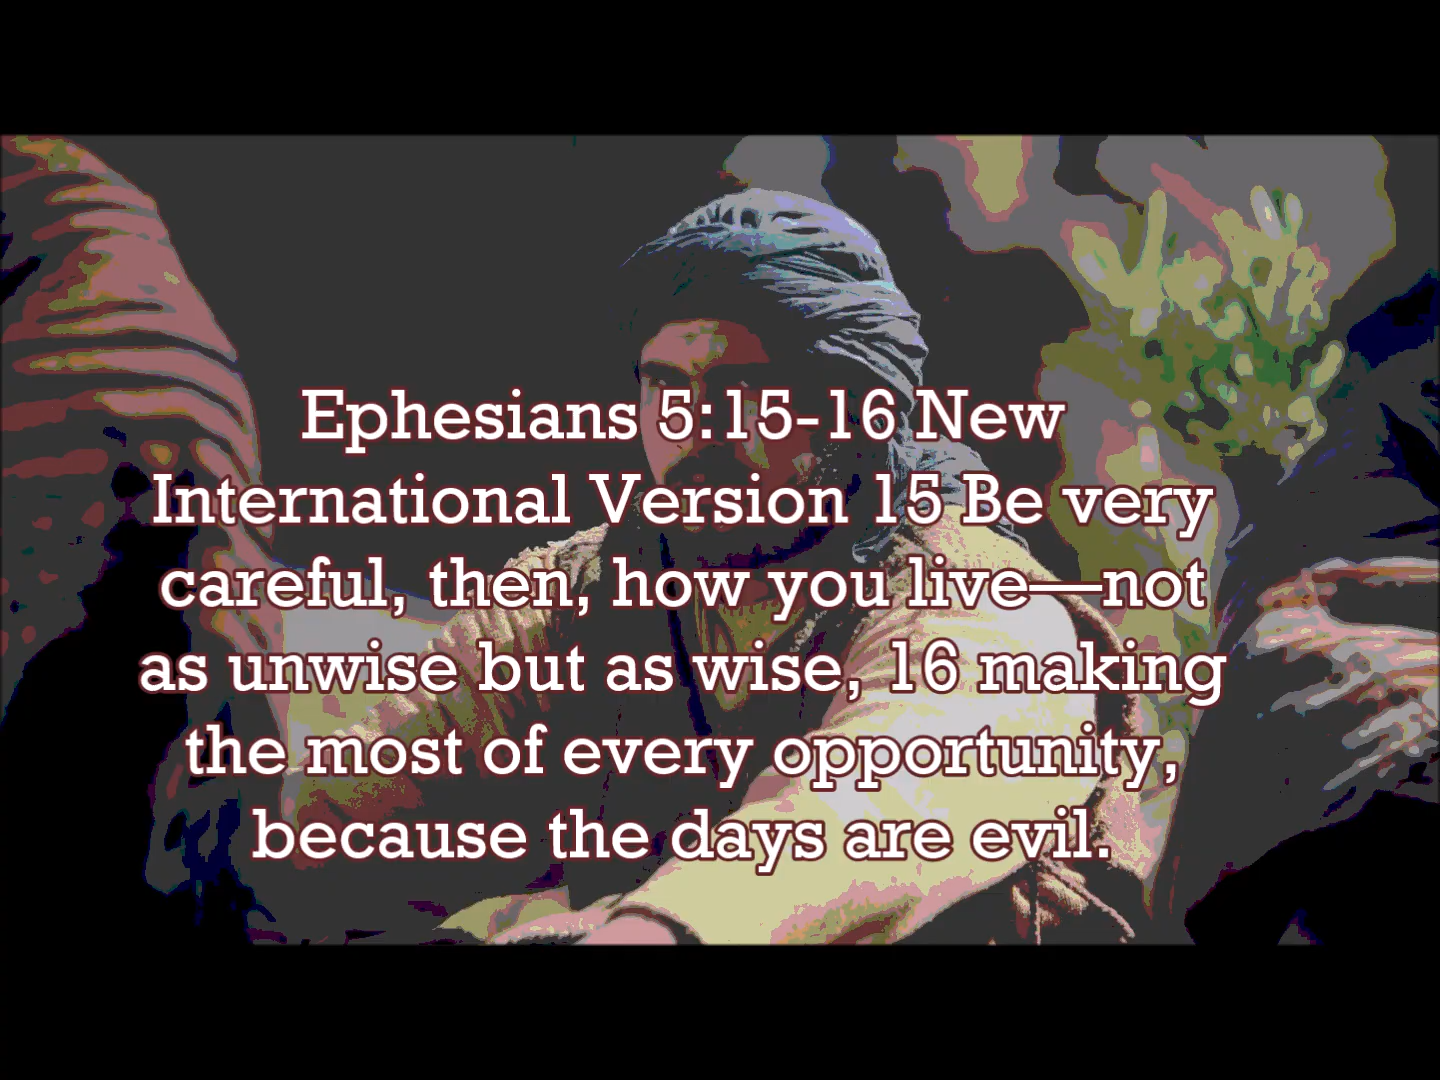 Ephesians 5:15-16 New
International Version 15 Be very
careful, then, how you live—not
as unwise but as wise, 16 making
the most of every opportunity,
because the days are evil.